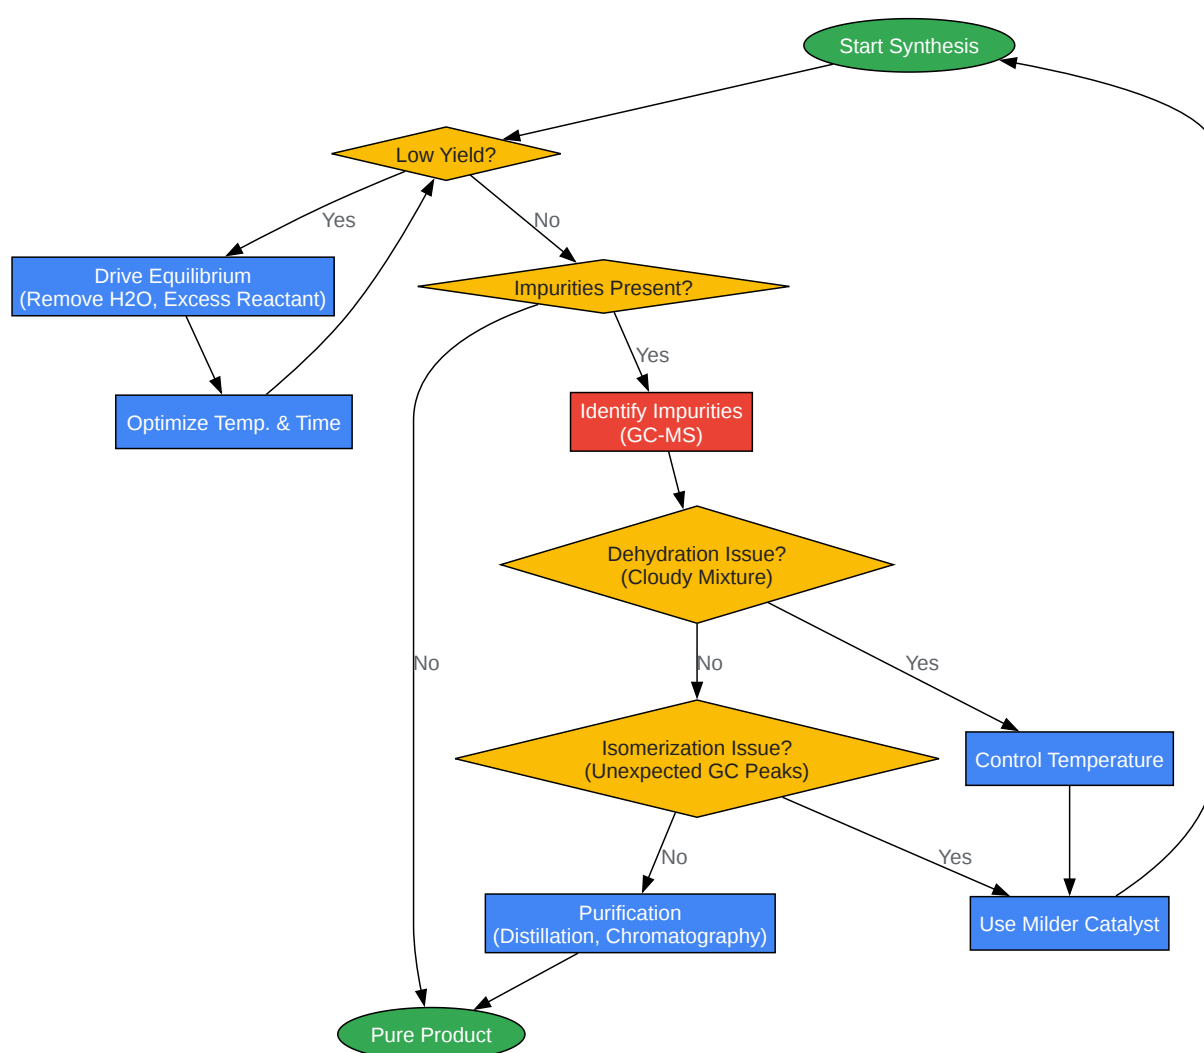 Start Synthesis
Low Yield?
Yes
No
Drive Equilibrium
(Remove H2O, Excess Reactant)
Impurities Present?
Yes
Optimize Temp. & Time
Identify Impurities
(GC-MS)
Dehydration Issue?
(Cloudy Mixture)
No
No
Yes
Isomerization Issue?
(Unexpected GC Peaks)
Control Temperature
No
Yes
Purification
(Distillation, Chromatography)
Use Milder Catalyst
Pure Product